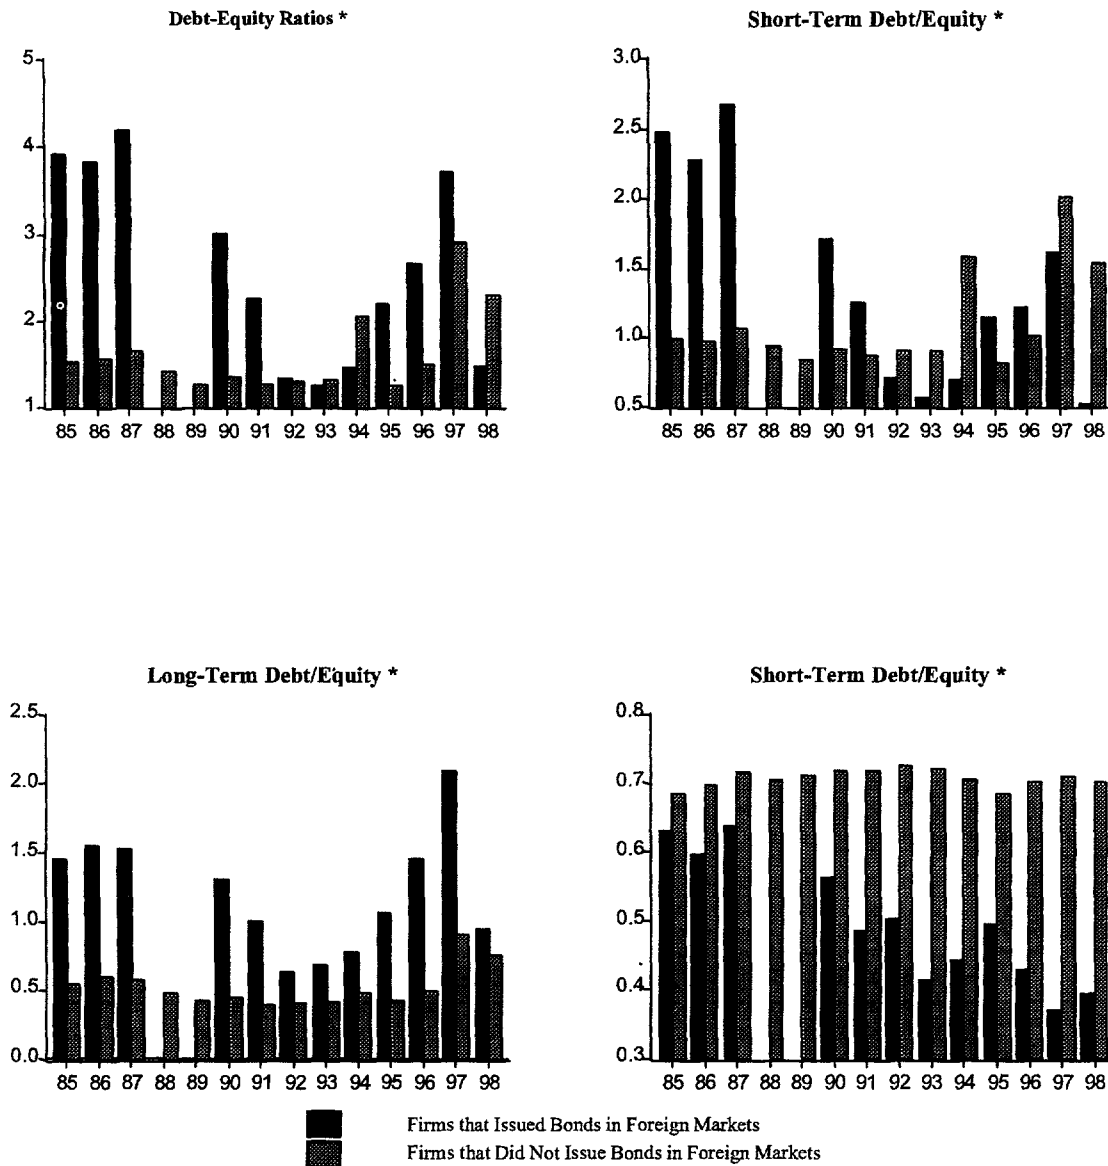 Debt-Equity Ratios *
5
4
3
2
1
85 86 87 88 89 90 91 92 93 94 95 96 97 98
Short-Term Debt/Equity *
3.0
2.5
2.0
1.5
1.0
0.5
85 86 87 88 89 90 91 92 93 94 95 96 97 98
Long-Term Debt/Equity *
2.5
2.0
1.5
1.0
0.5
0.0
85 86 87 88 89 90 91 92 93 94 95 96 97 98
Short-Term Debt/Equity *
0.8
0.7
0.6
0.5
0.4
0.3
85 86 87 88 89 90 91 92 93 94 95 96 97 98
Firms that Issued Bonds in Foreign Markets
Firms that Did Not Issue Bonds in Foreign Markets